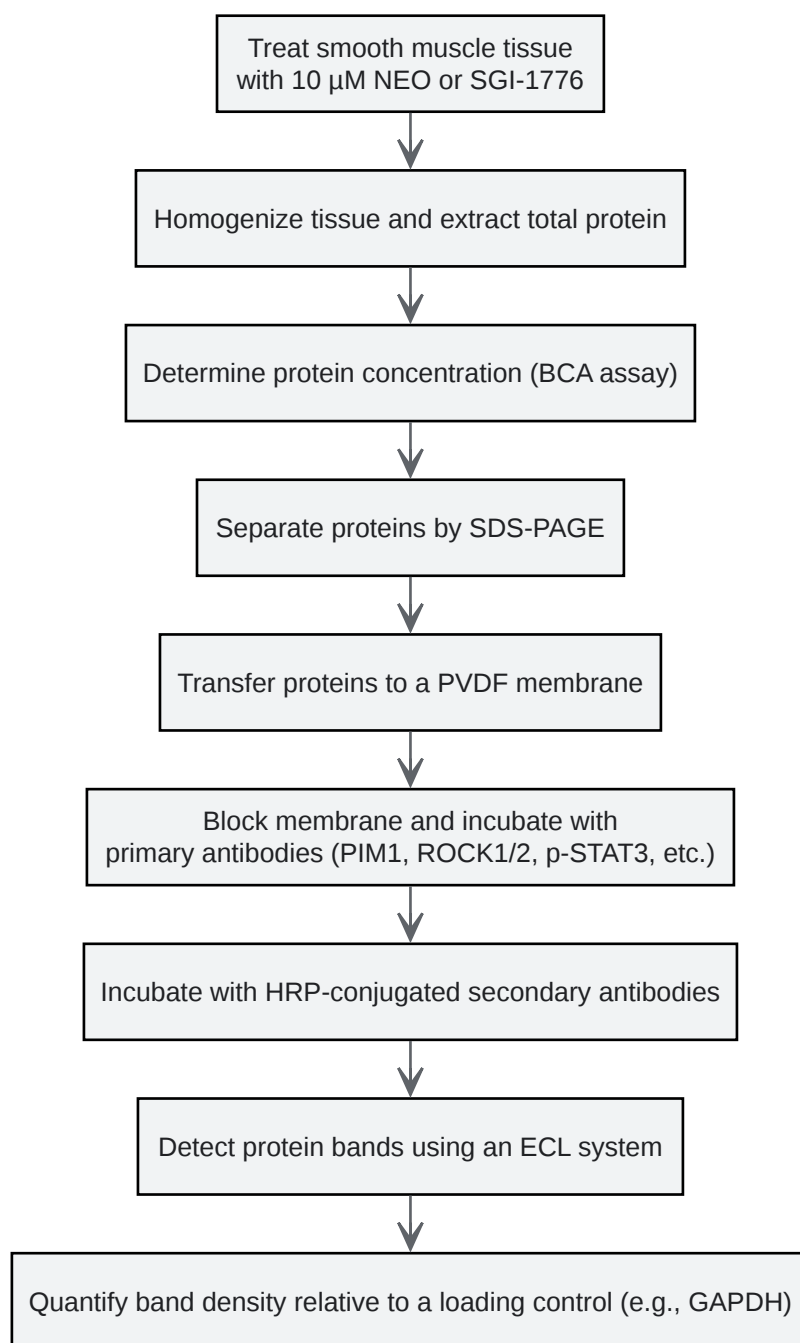 Treat smooth muscle tissue
with 10 µM NEO or SGI-1776
Homogenize tissue and extract total protein
Determine protein concentration (BCA assay)
Separate proteins by SDS-PAGE
Transfer proteins to a PVDF membrane
Block membrane and incubate with
primary antibodies (PIM1, ROCK1/2, p-STAT3, etc.)
Incubate with HRP-conjugated secondary antibodies
Detect protein bands using an ECL system
Quantify band density relative to a loading control (e.g., GAPDH)